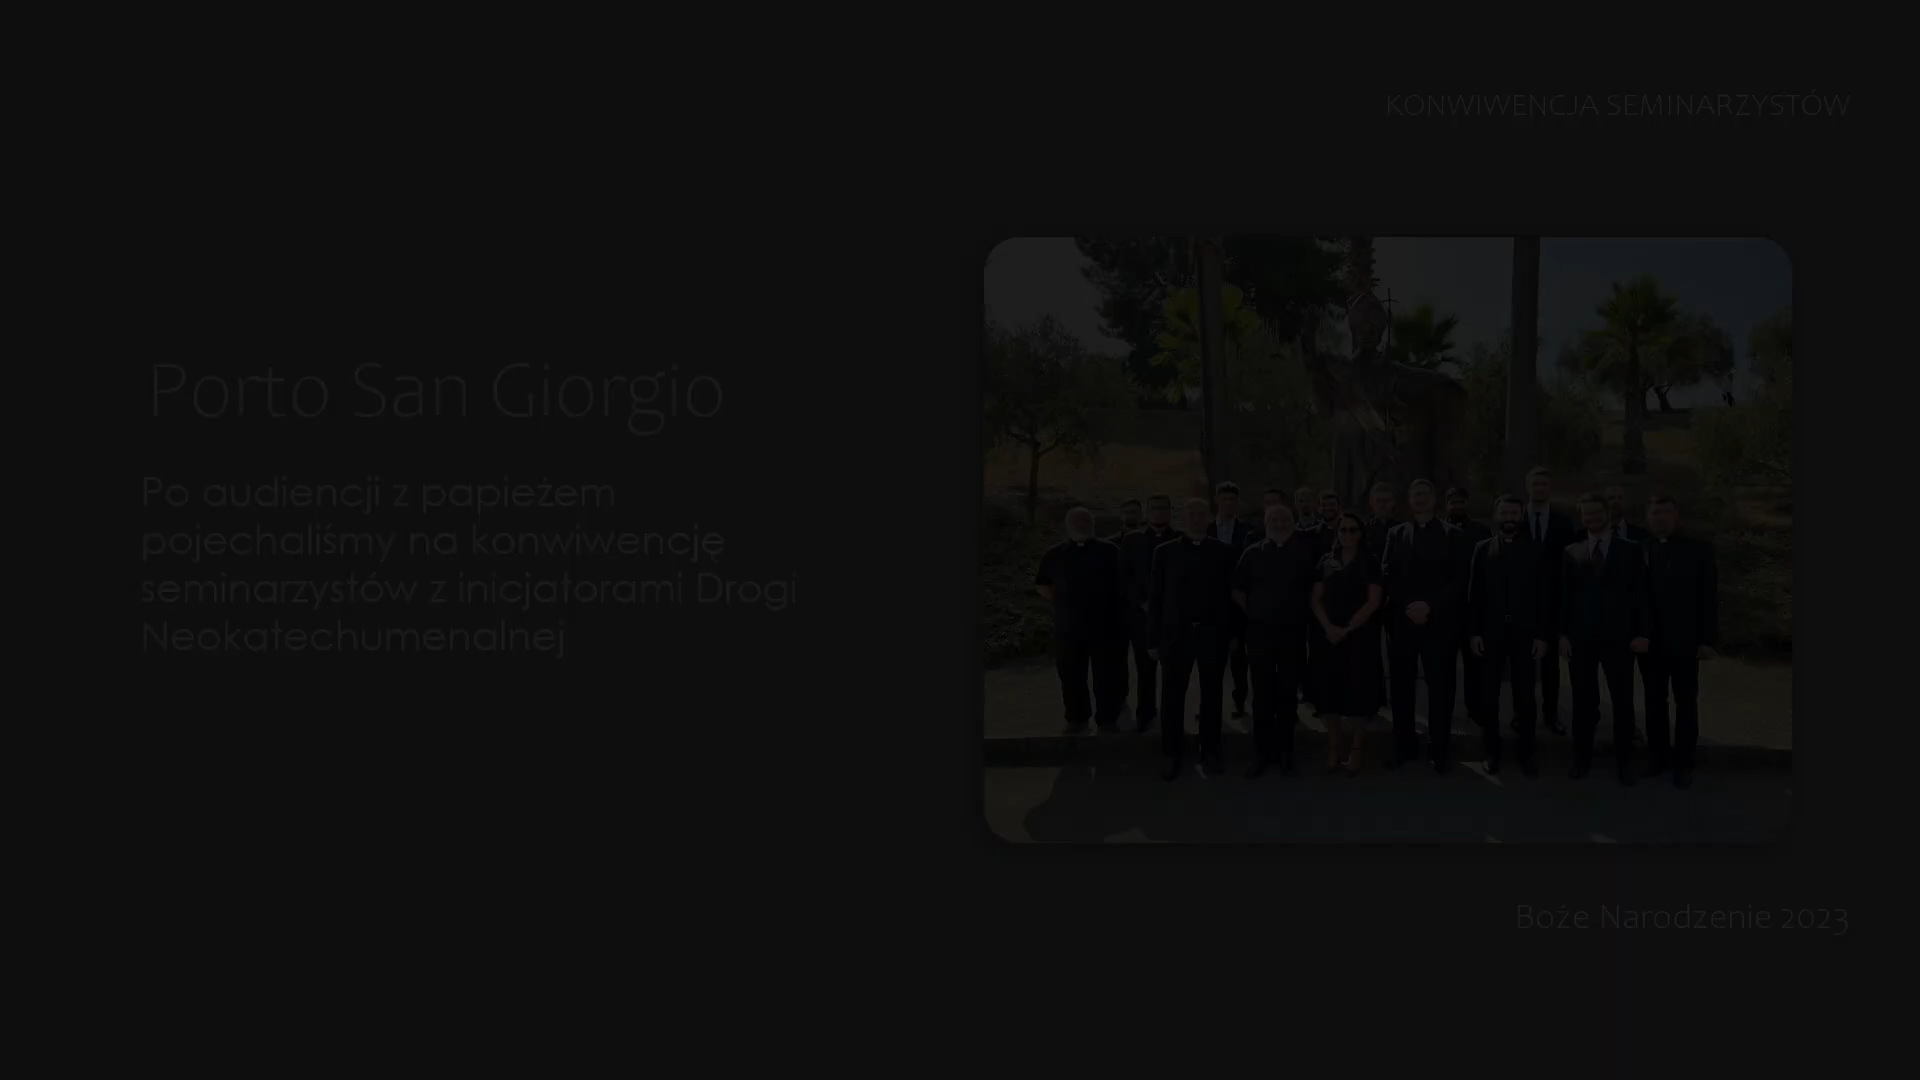 KONWIWENCJA SEMINARZYSTÓW
Porto San Giorgio
Po audiencji z papieżem
pojechaliśmy na konwiwencję
seminarzystów z inicjatorami Drogi
Neokatechumenalnej
Boże Narodzenie 2023